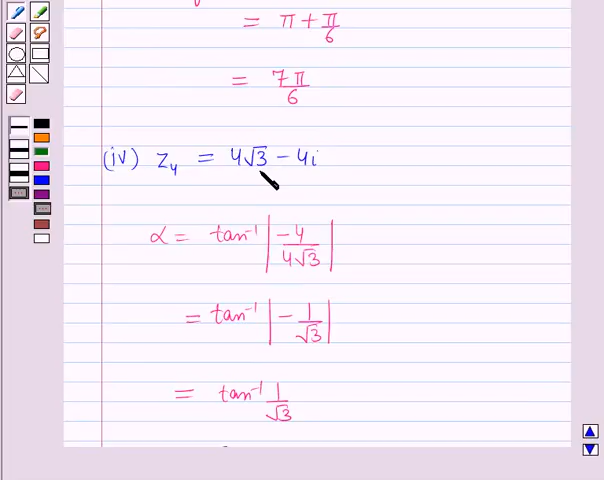 = π + π/6
= 7π/6
(iv) z₄ = 4√3 − 4i
α = tan⁻¹ | −4/4√3 |
= tan⁻¹ | − 1/√3 |
= tan⁻¹ 1/√3